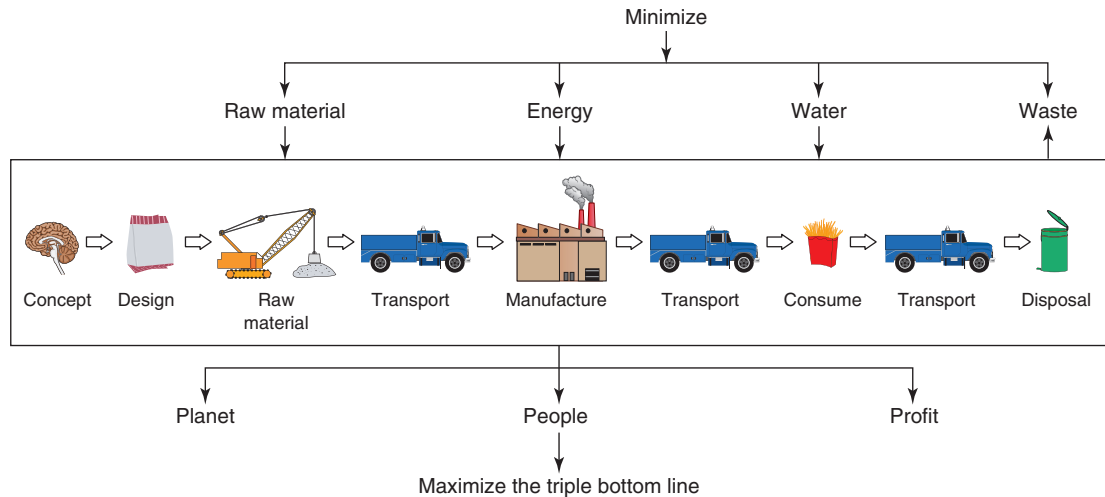 Minimize
Raw material
Energy
Water
Waste
Concept
Design
Raw
material
Transport
Manufacture
Transport
Consume
Transport
Disposal
Planet
People
Profit
Maximize the triple bottom line